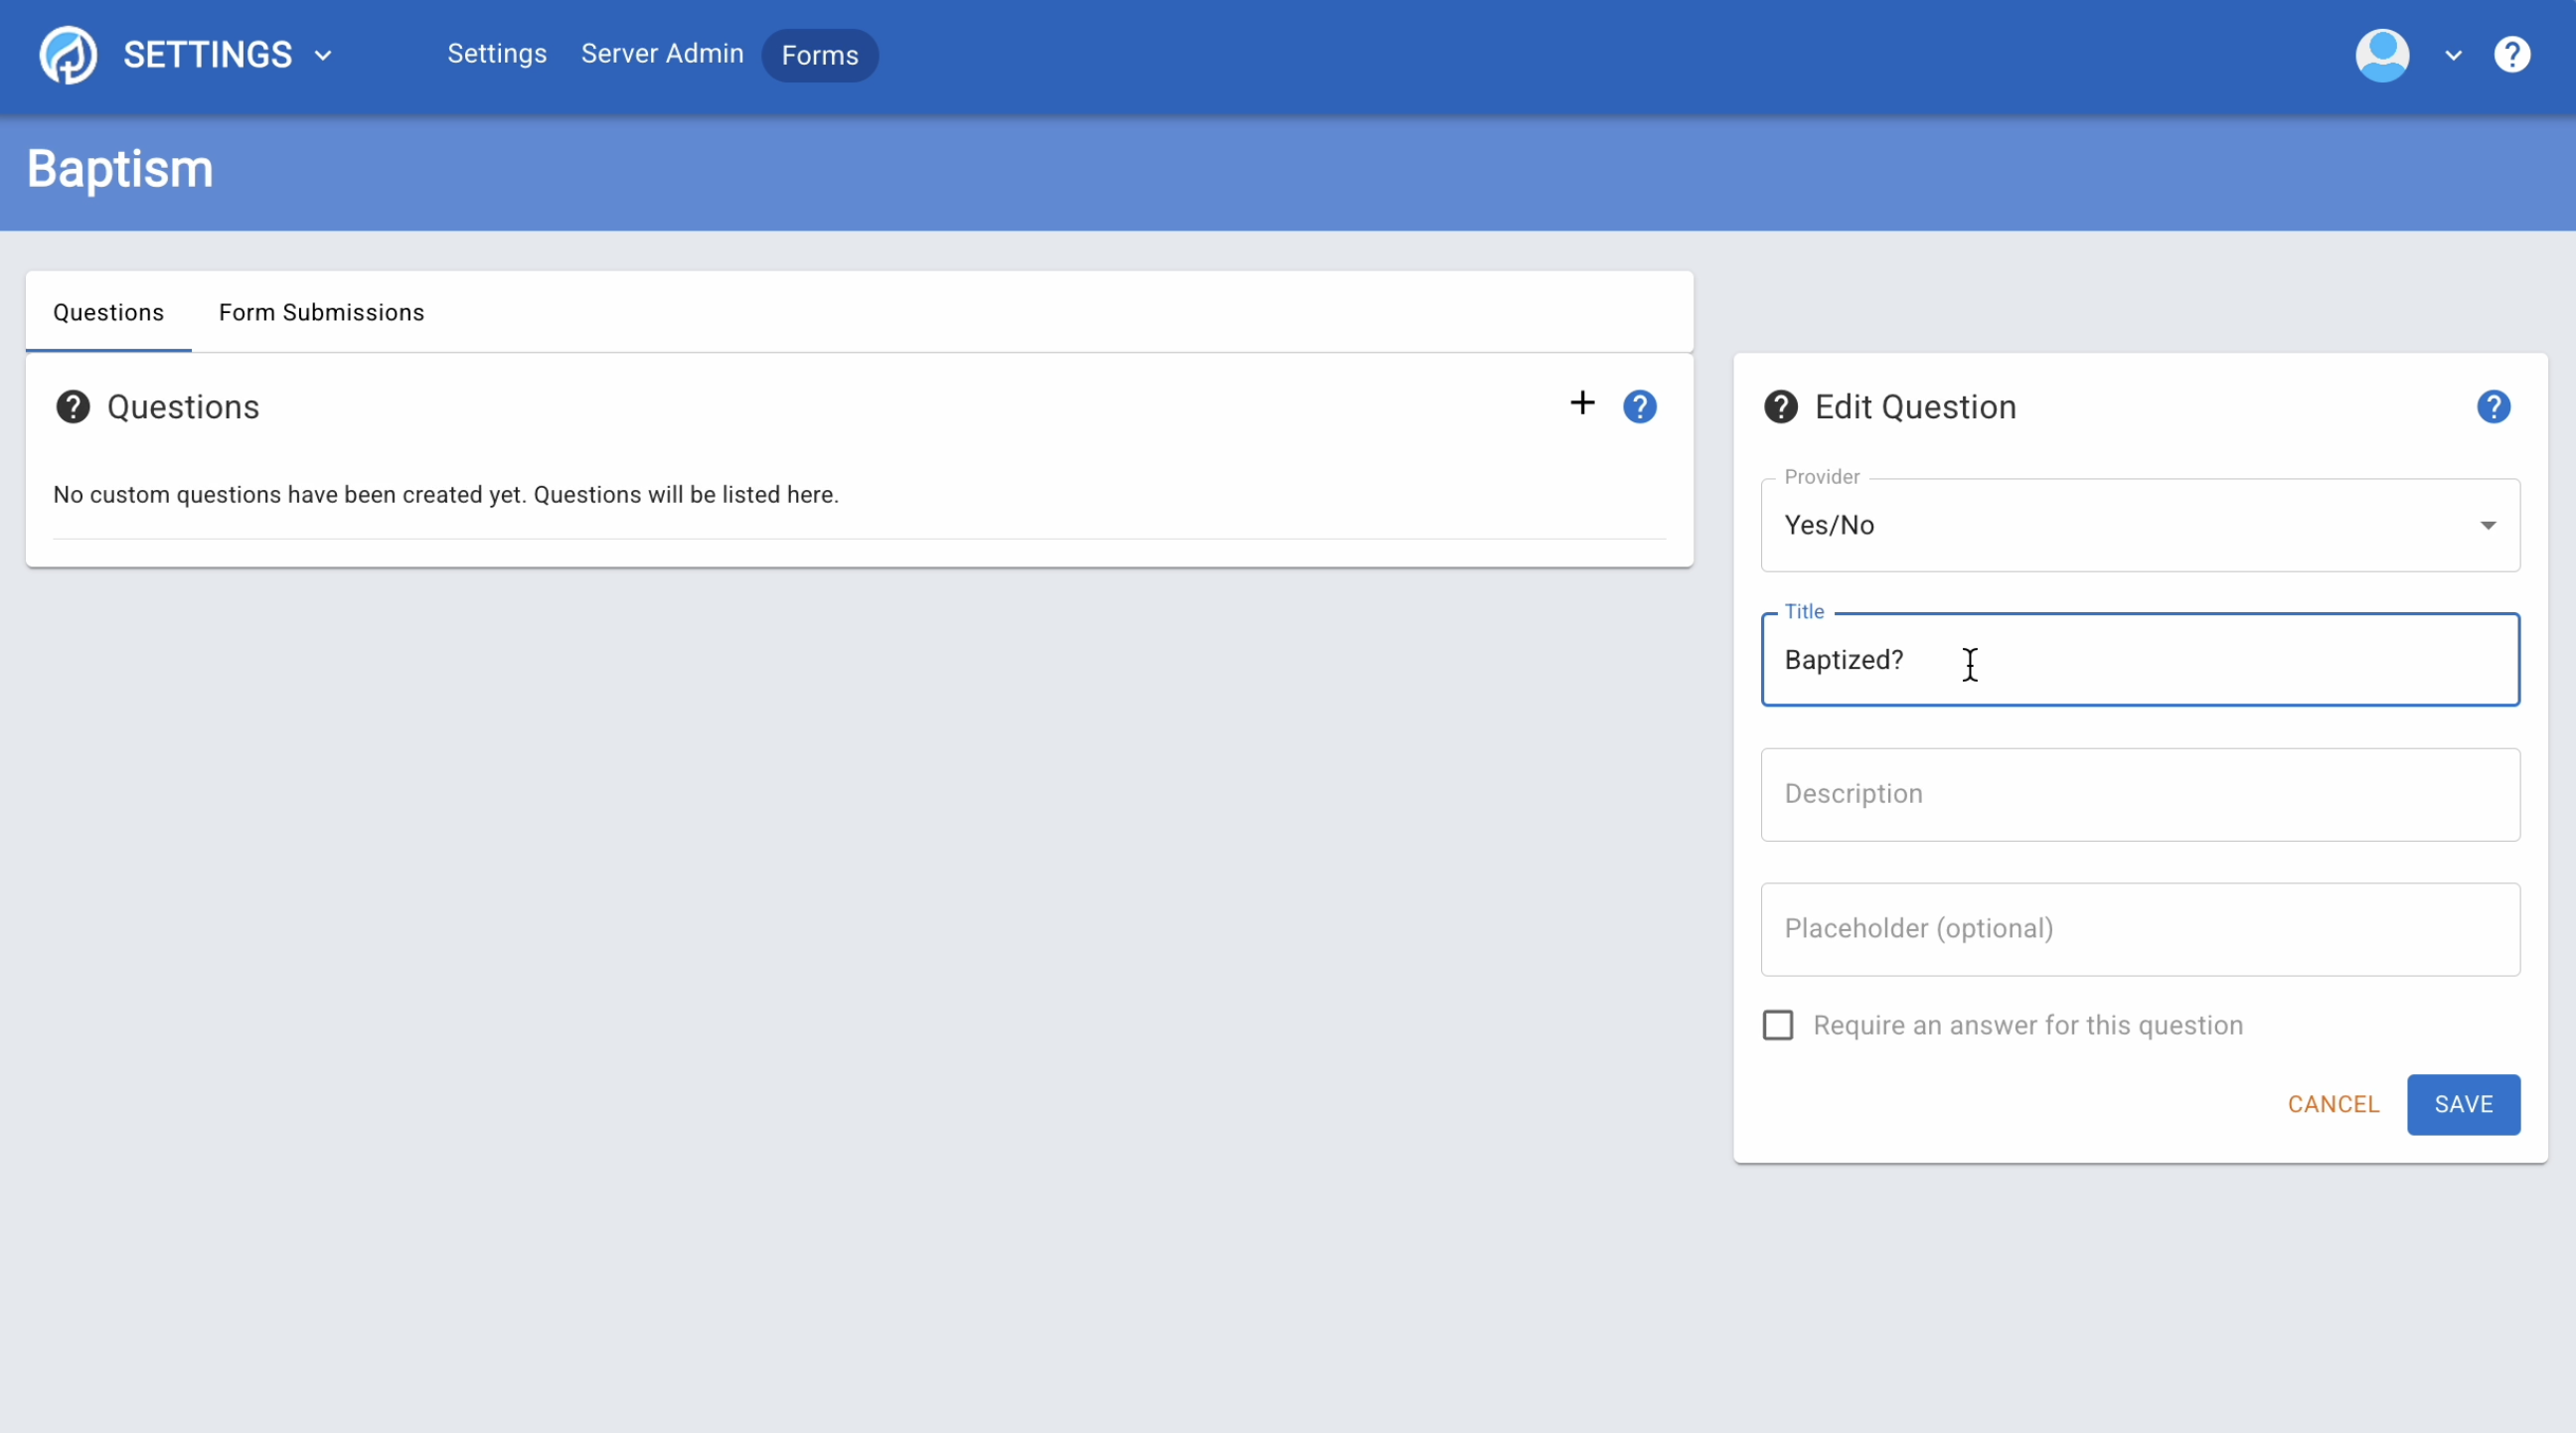 SETTINGS
Settings
Server Admin
Forms
Baptism
Questions
Form Submissions
Questions
No custom questions have been created yet. Questions will be listed here.
Edit Question
Provider
Yes/No
Title
Baptized?
Description
Placeholder (optional)
Require an answer for this question
CANCEL
SAVE